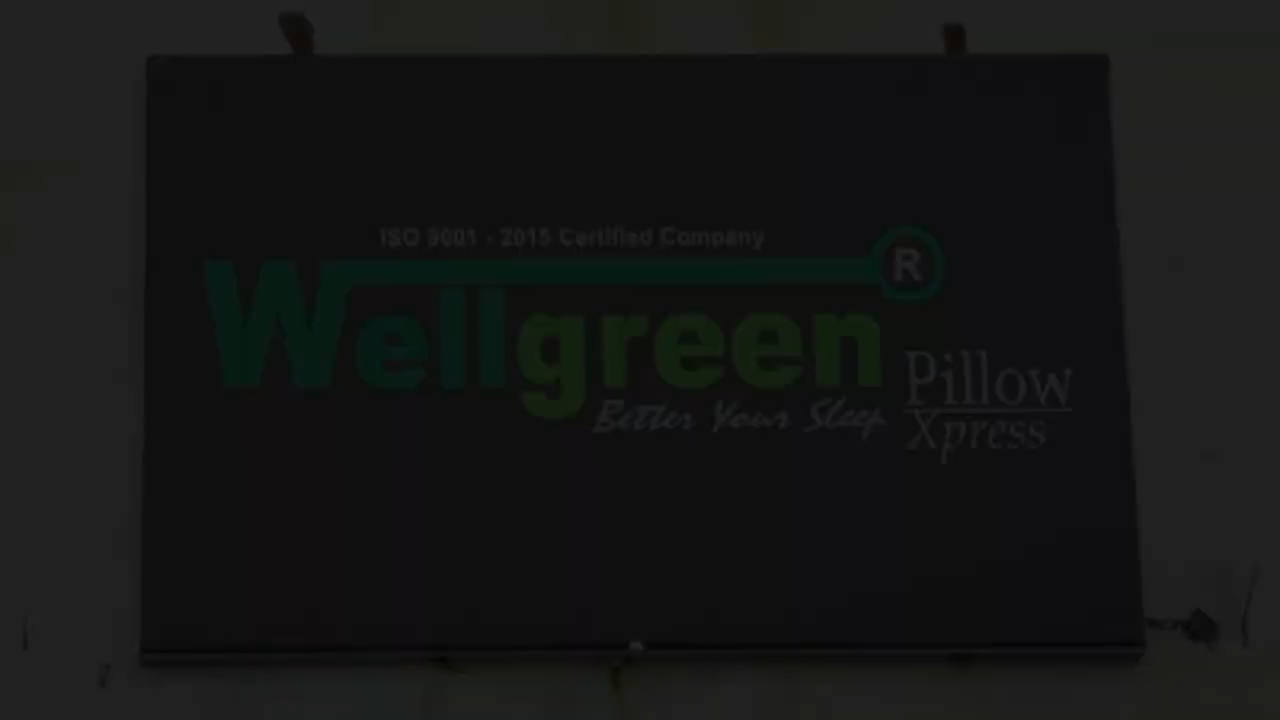 ISO 9001 - 2015 Certified Company
Wellgreen R
Better Your Sleep
Pillow
Xpress